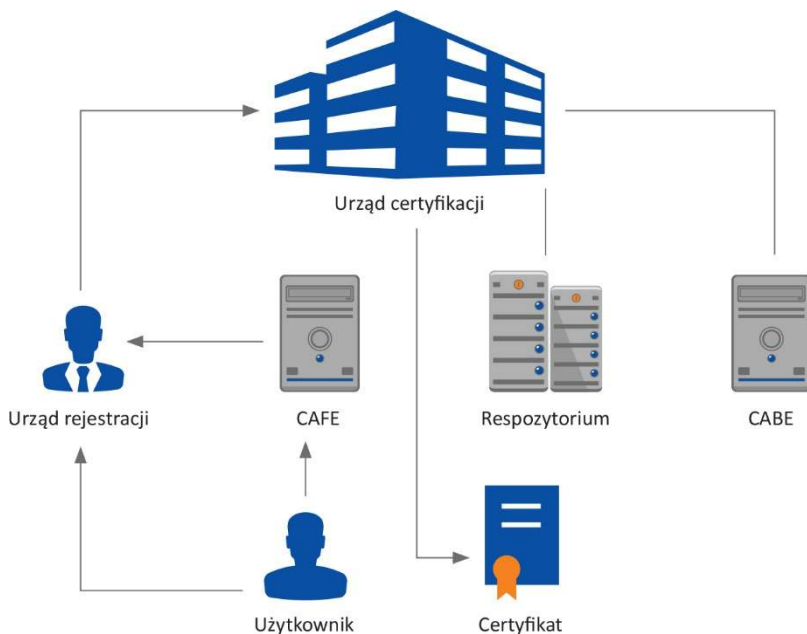 Urząd certyfikacji
Urząd rejestracji
CAFE
Respozytorium
CABE
Użytkownik
Certyfikat